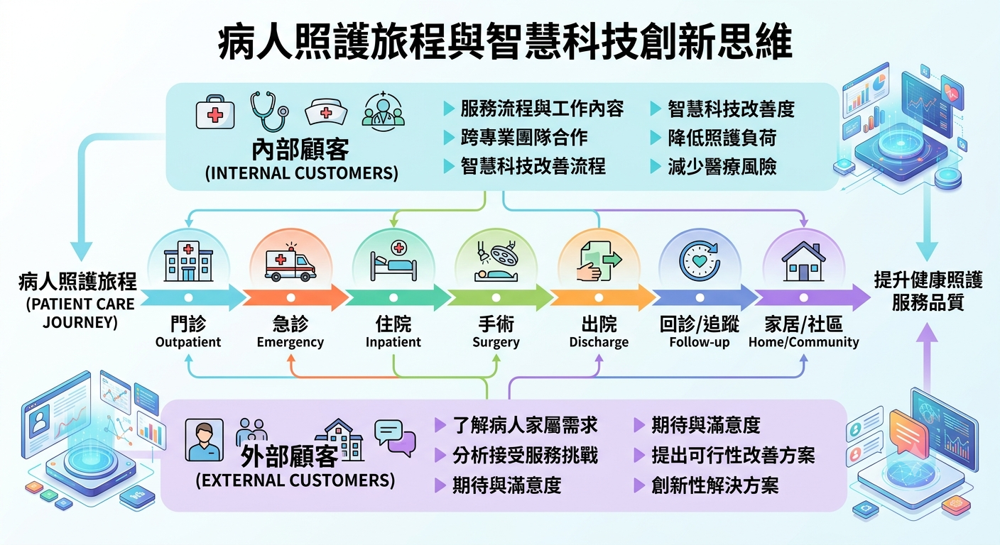 病人照護旅程與智慧科技創新思維
內部顧客
(INTERNAL CUSTOMERS)
服務流程與工作內容
跨專業團隊合作
智慧科技改善流程
智慧科技改善度
降低照護負荷
減少醫療風險
病人照護旅程
(PATIENT CARE
JOURNEY)
門診
Outpatient
急診
Emergency
住院
Inpatient
手術
Surgery
出院
Discharge
回診/追蹤
Follow-up
家居/社區
Home/Community
提升健康照護
服務品質
外部顧客
(EXTERNAL CUSTOMERS)
了解病人家屬需求
分析接受服務挑戰
期待與滿意度
期待與滿意度
提出可行性改善方案
創新性解決方案